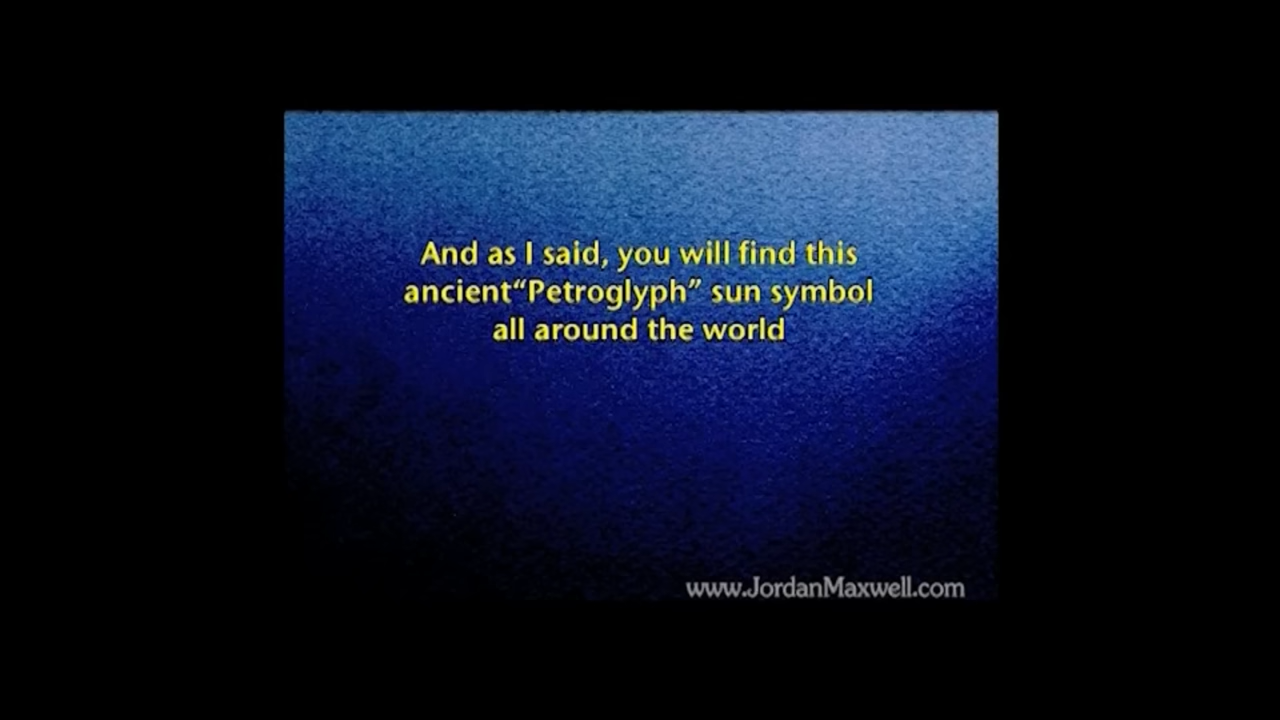 And as I said, you will find this
ancient“Petroglyph” sun symbol
all around the world
www.JordanMaxwell.com